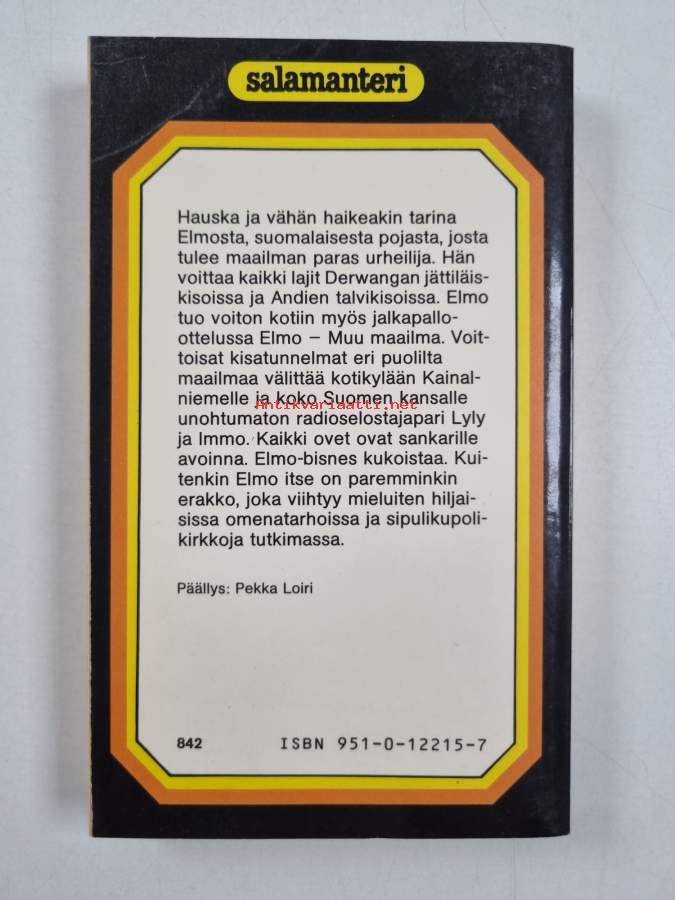 salamanteri
Hauska ja vähän haikeakin tarina
Elmosta, suomalaisesta pojasta, josta
tulee maailman paras urheilija. Hän
voittaa kaikki lajit Derwangan jättiläis-
kisoissa ja Andien talvikisoissa. Elmo
tuo voiton kotiin myös jalkapallo-
ottelussa Elmo – Muu maailma. Voit-
toisat kisatunnelmat eri puolilta
maailmaa välittää kotikylään Kainal-
niemelle ja koko Suomen kansalle
Antikvariaatti.net
unohtumaton radioselostajapari Lyly
ja Immo. Kaikki ovet ovat sankarille
avoinna. Elmo-bisnes kukoistaa. Kui-
tenkin Elmo itse on paremminkin
erakko, joka viihtyy mieluiten hiljai-
sissa omenatarhoissa ja sipulikupoli-
kirkkoja tutkimassa.
Päällys: Pekka Loiri
842 ISBN 951-0-12215-7